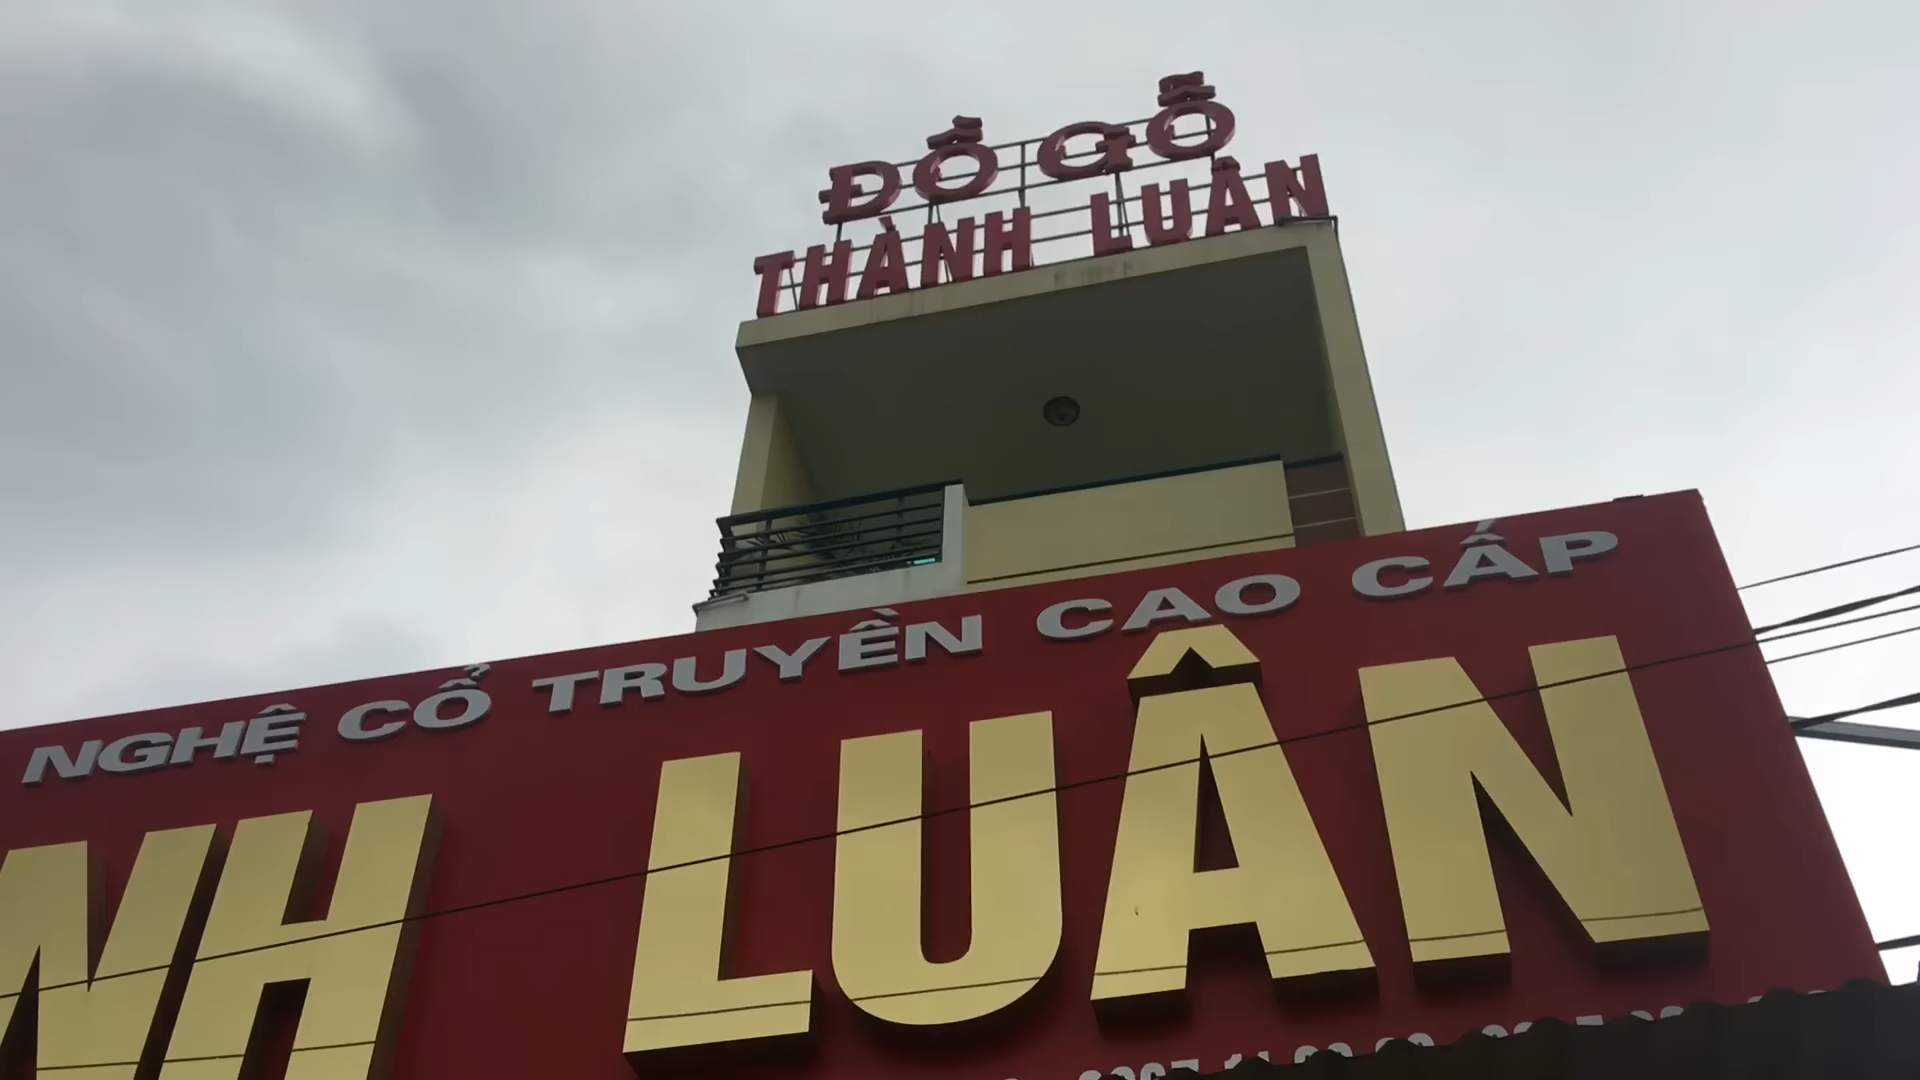 ĐỒ GỖ
THÀNH LUÂN
NGHỆ CỔ TRUYỀN CAO CẤP
NH LUÂN